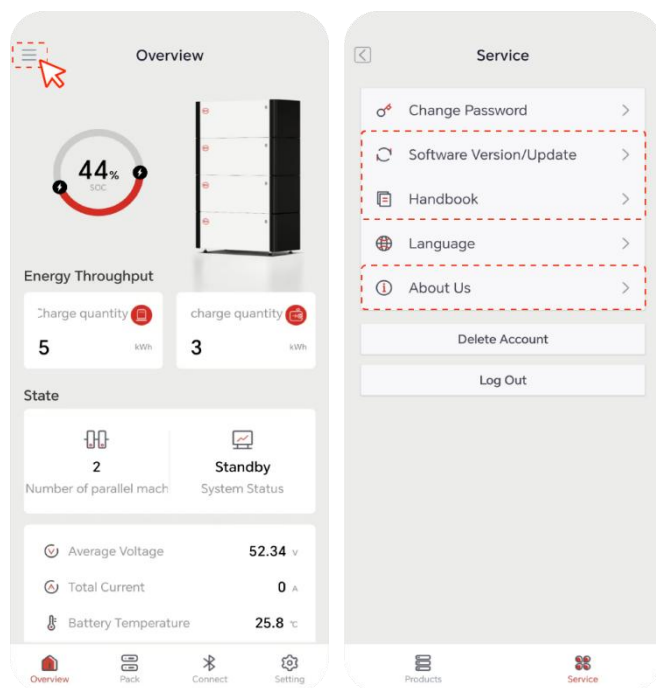 Overview
44%
SOC
Energy Throughput
Charge quantity
5 kWh
charge quantity
3 kWh
State
2
Number of parallel mach
Standby
System Status
Average Voltage 52.34 V
Total Current 0 A
Battery Temperature 25.8 ℃
Overview Pack Connect Setting
Service
Change Password
Software Version/Update
Handbook
Language
About Us
Delete Account
Log Out
Products Service